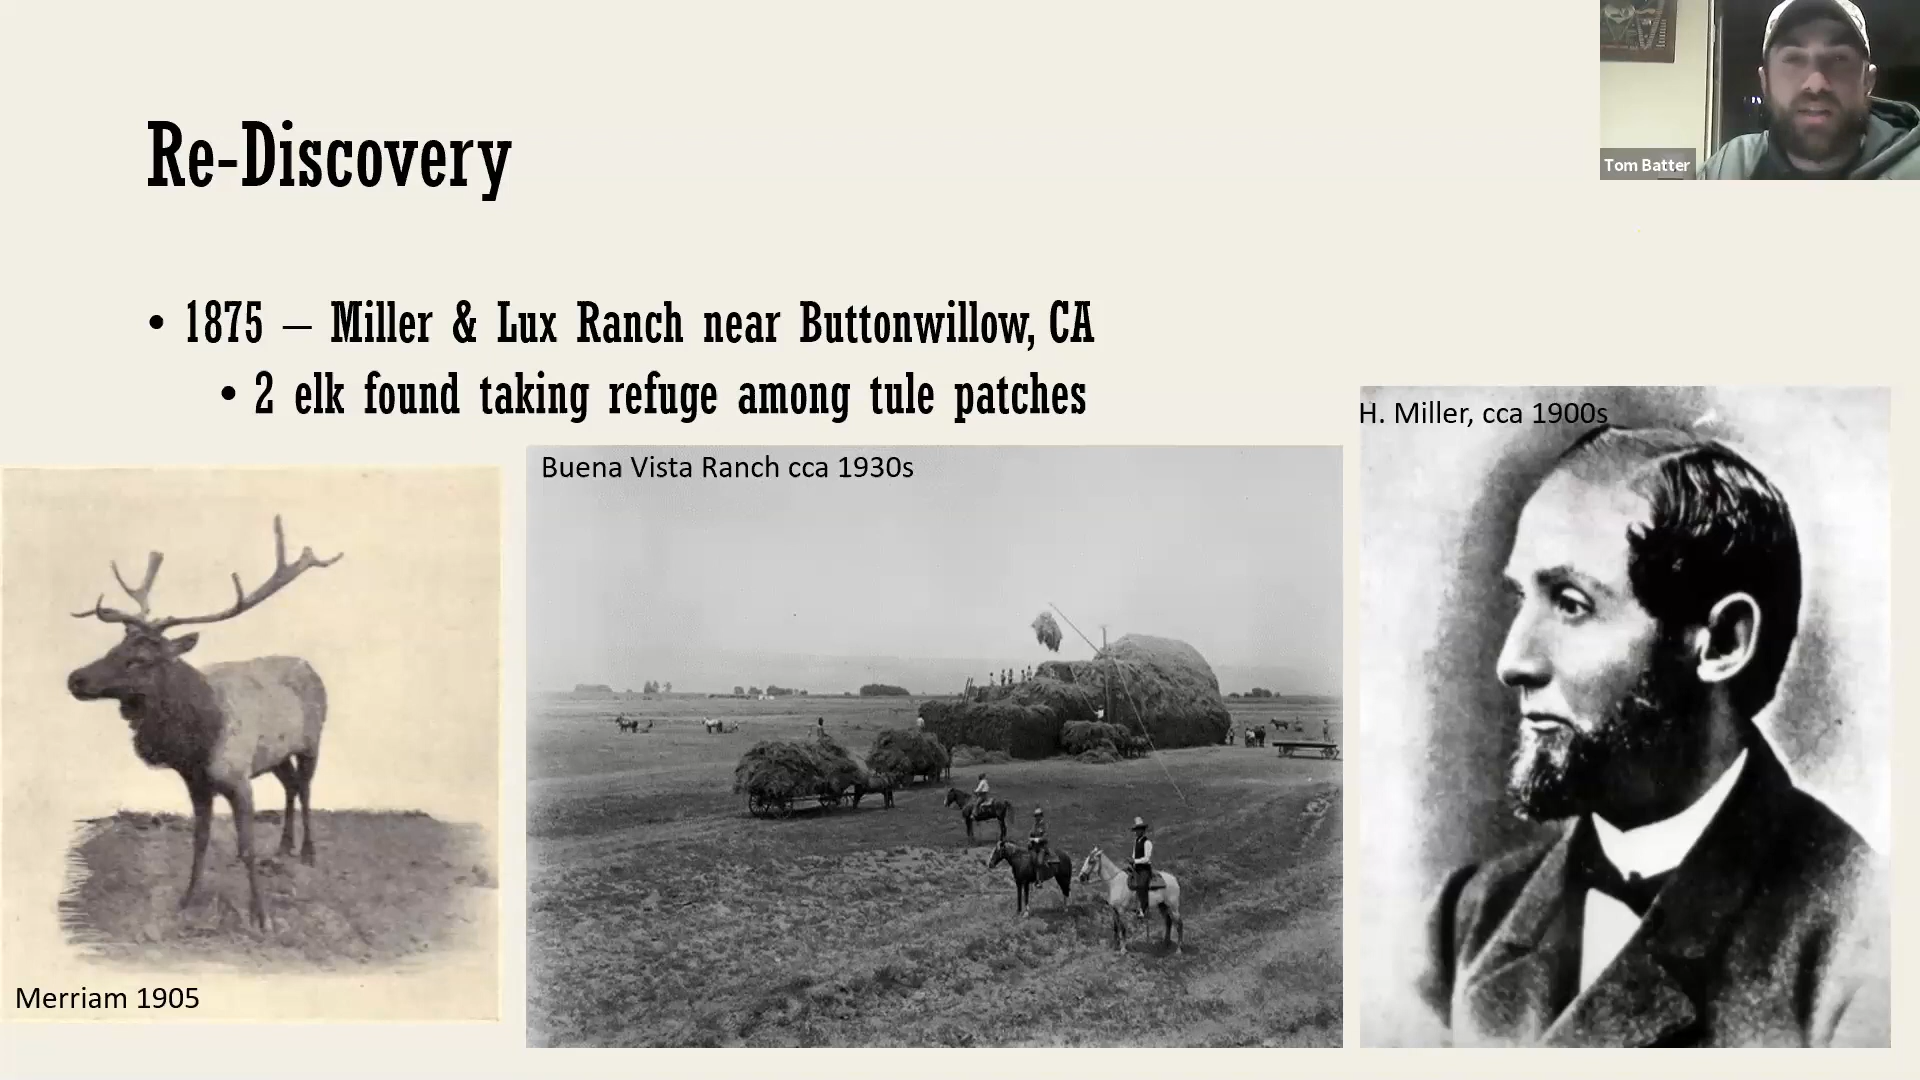 Re-Discovery
Tom Batter
• 1875 – Miller & Lux Ranch near Buttonwillow, CA
• 2 elk found taking refuge among tule patches
H. Miller, cca 1900s
Buena Vista Ranch cca 1930s
Merriam 1905